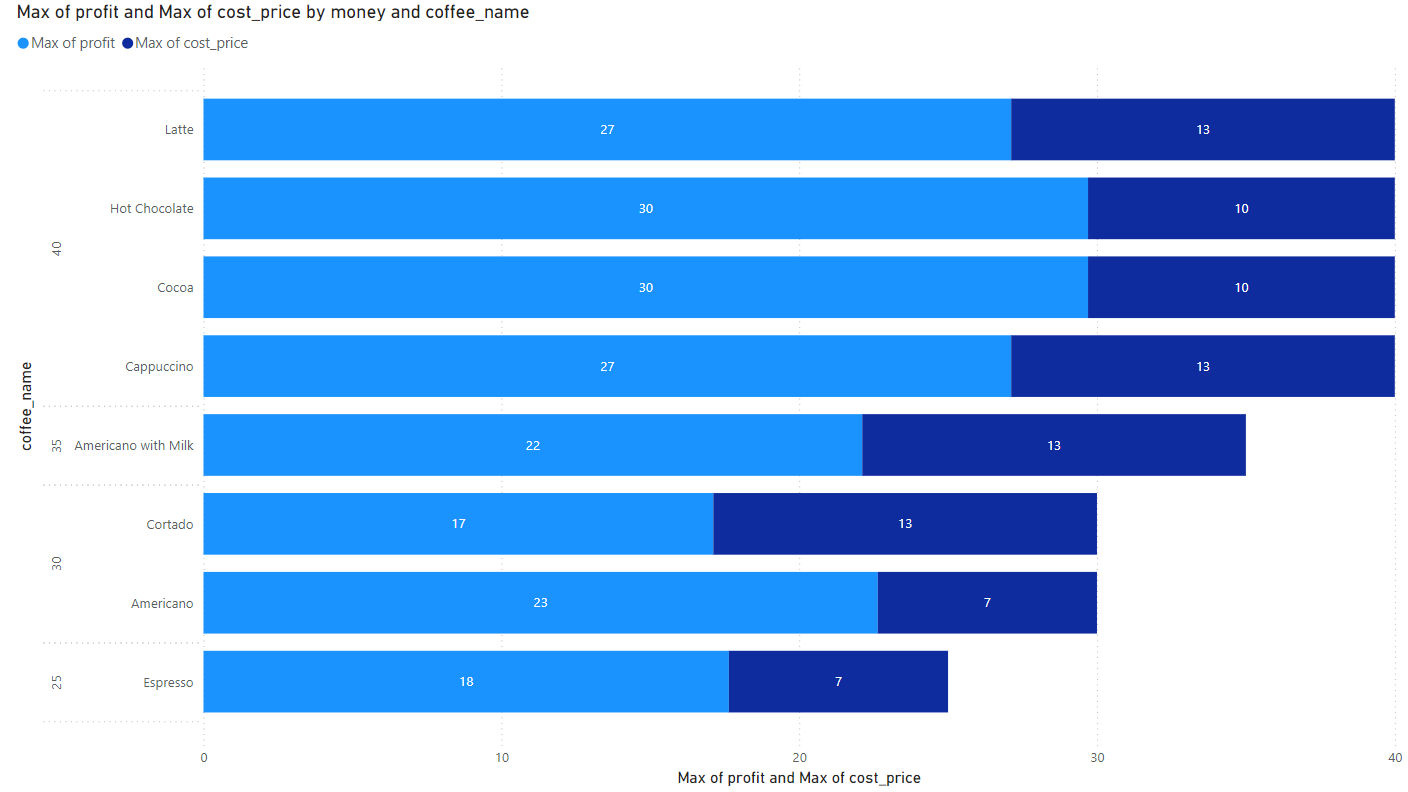 Max of profit and Max of cost_price by money and coffee_name
Max of profit Max of cost_price
coffee_name
40
Latte 27 13
Hot Chocolate 30 10
Cocoa 30 10
Cappuccino 27 13
35
Americano with Milk 22 13
30
Cortado 17 13
Americano 23 7
25
Espresso 18 7
0 10 20 30 40
Max of profit and Max of cost_price